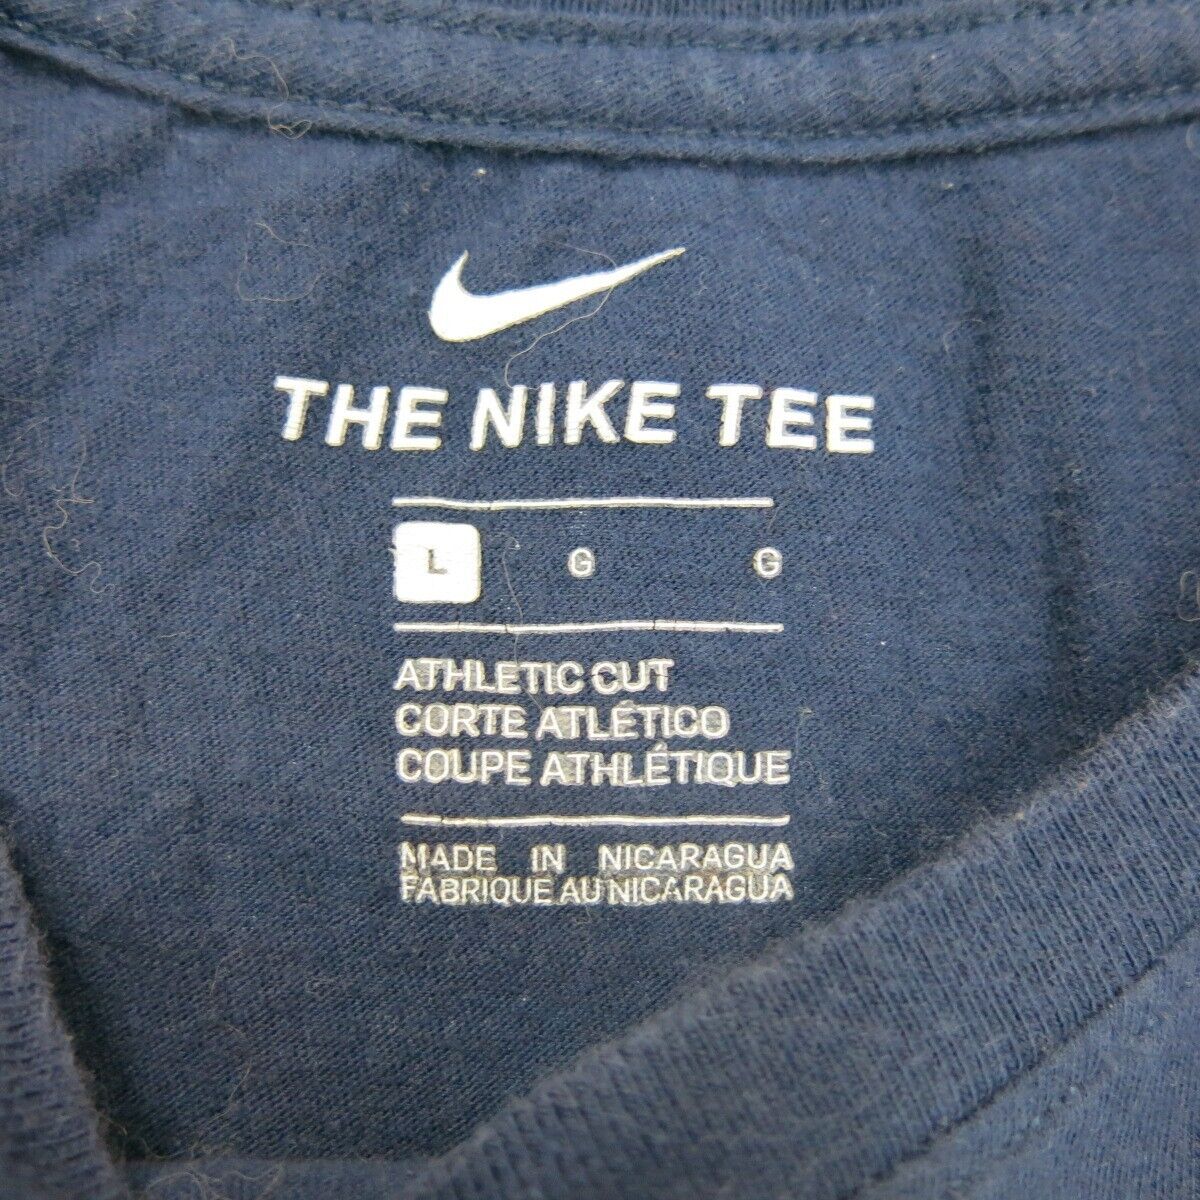 THE NIKE TEE
L G G
ATHLETIC CUT
CORTE ATLÉTICO
COUPE ATHLÉTIQUE
MADE IN NICARAGUA
FABRIQUE AU NICARAGUA